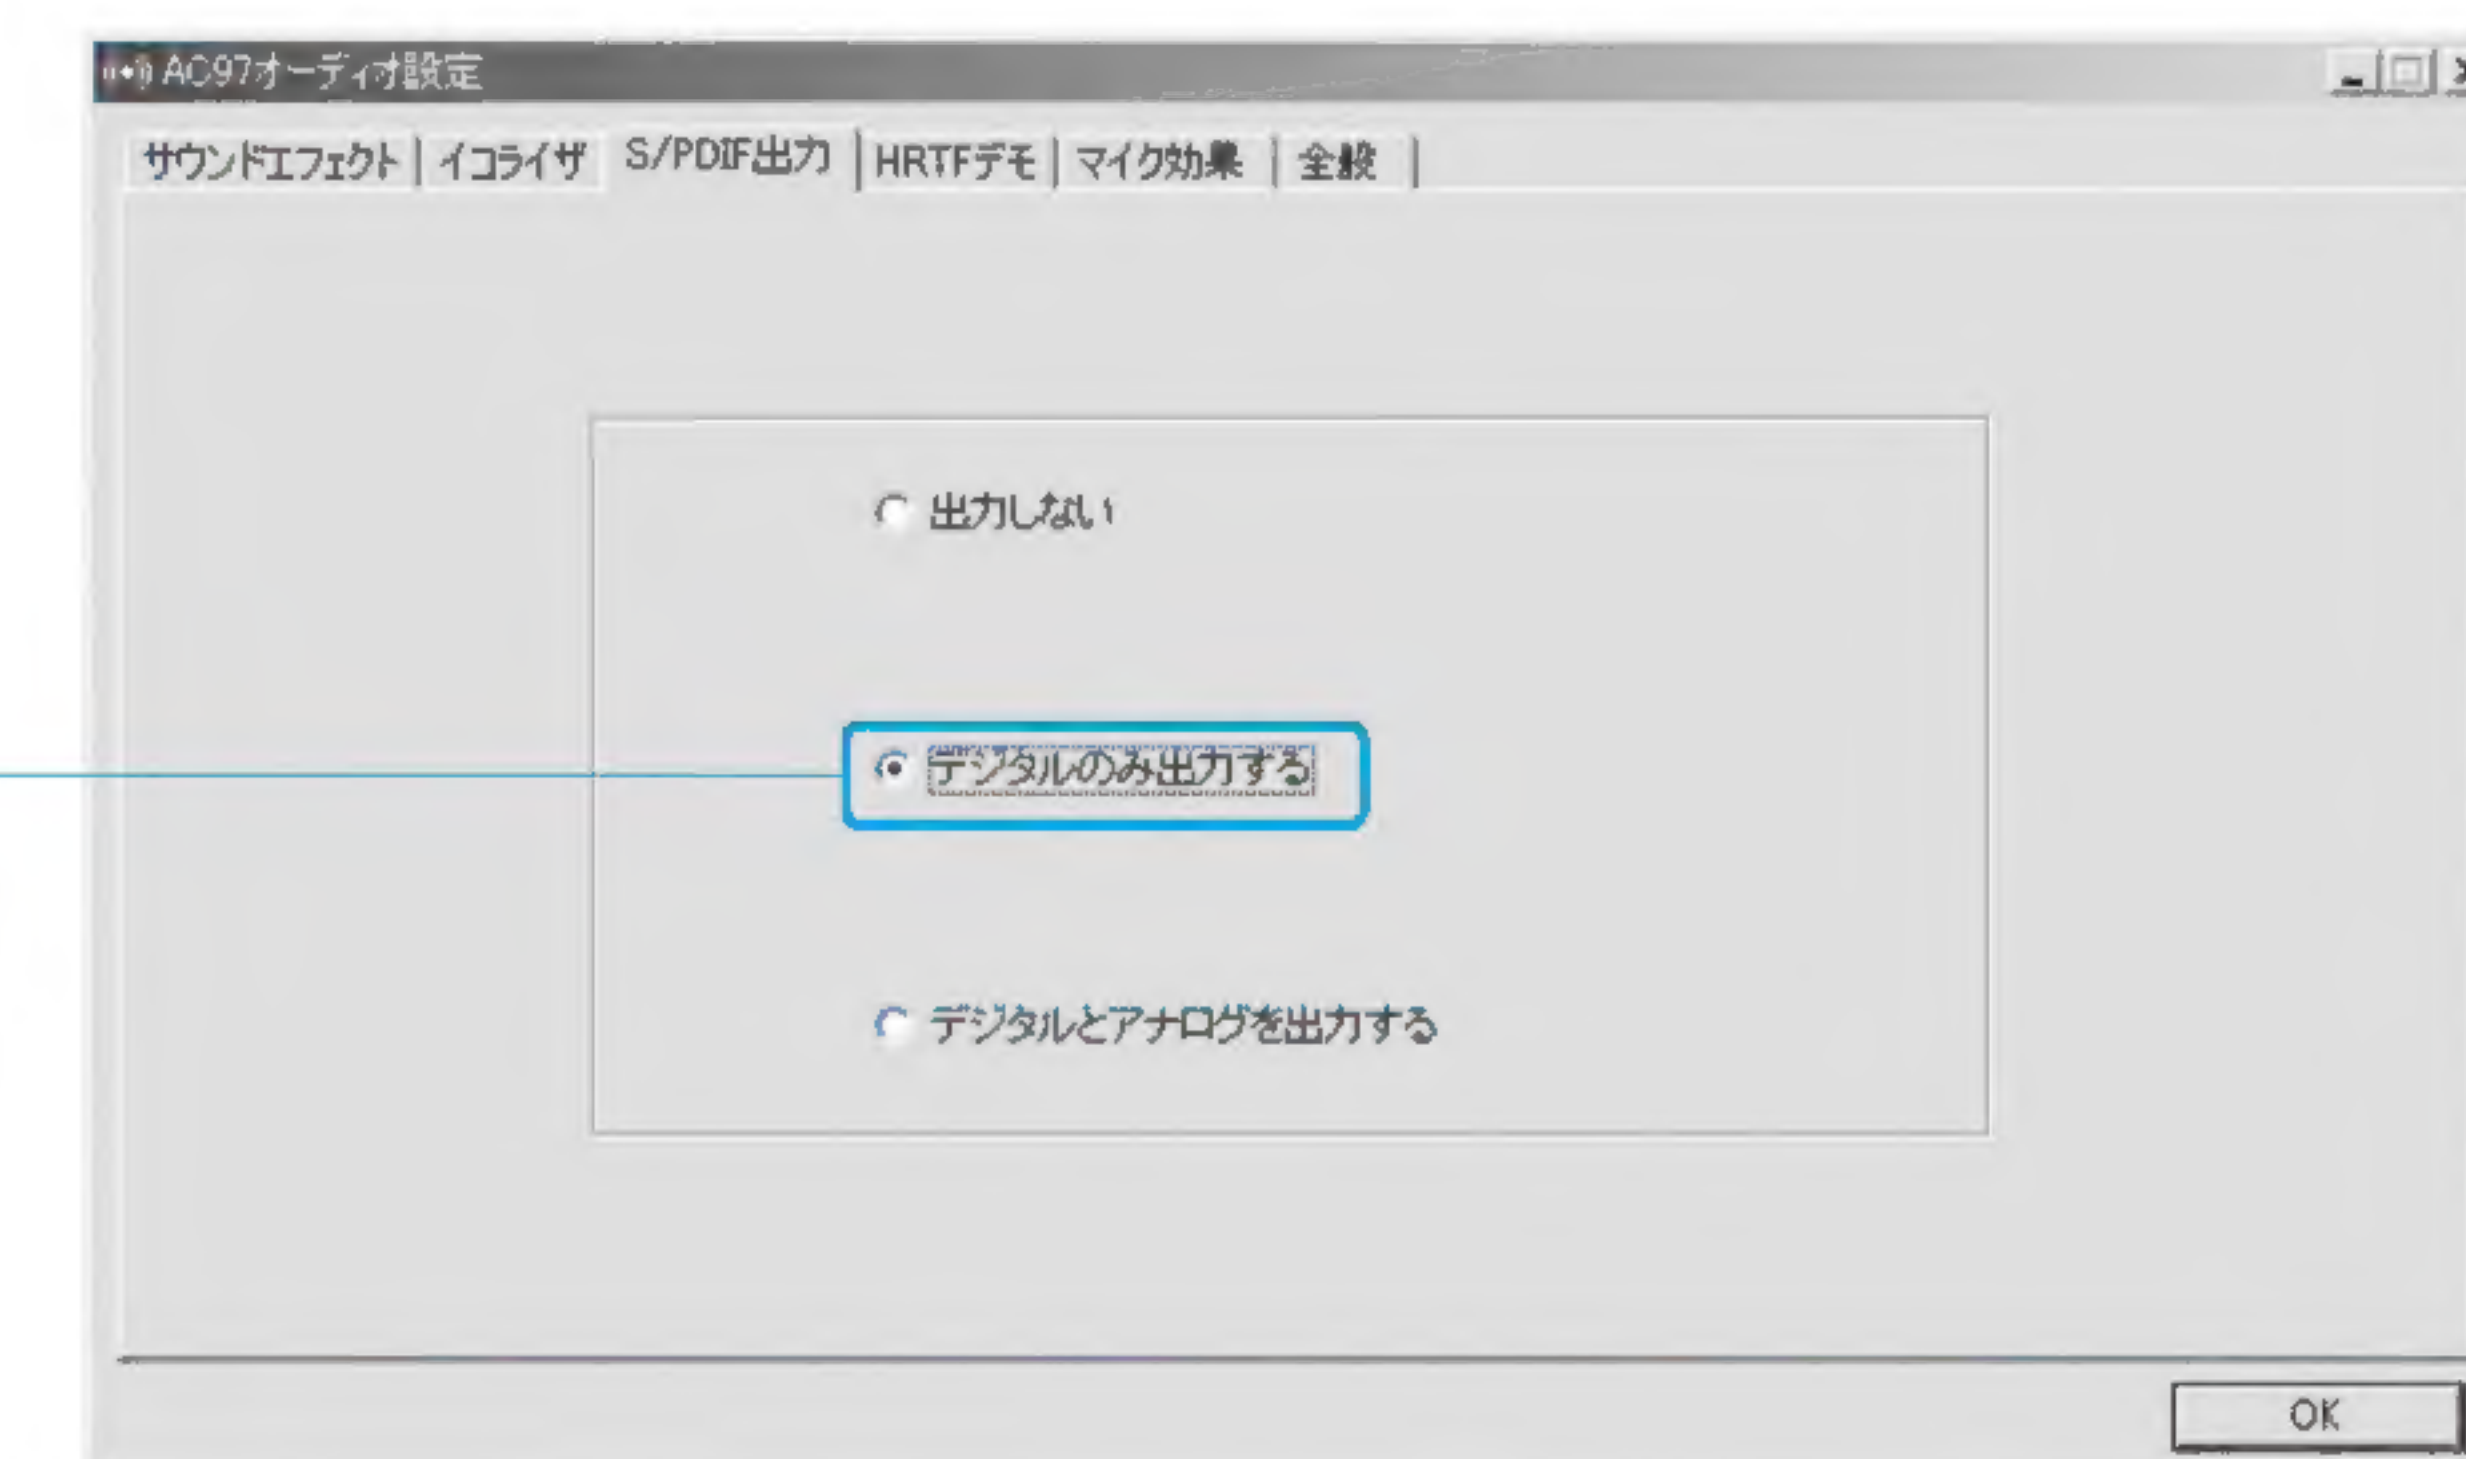 AC97オーディオ設定
サウンドエフェクト イコライザ S/PDIF出力 HRTFデモ マイク効果 全般
出力しない
デジタルのみ出力する
デジタルとアナログを出力する
OK